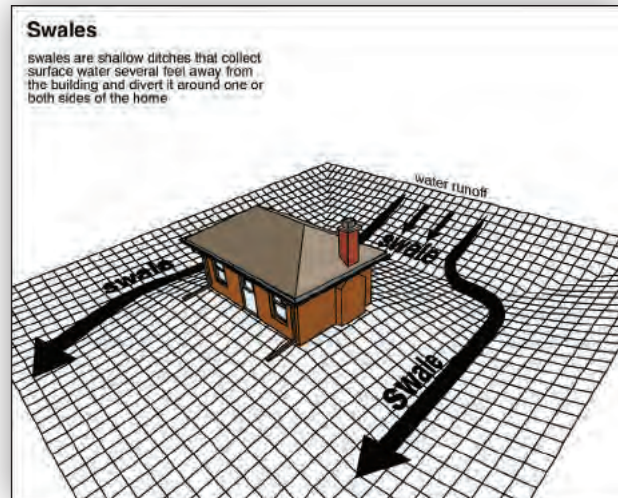 Swales
swales are shallow ditches that collect
surface water several feet away from
the building and divert it around one or
both sides of the home
water runoff
swale
swale
Swale